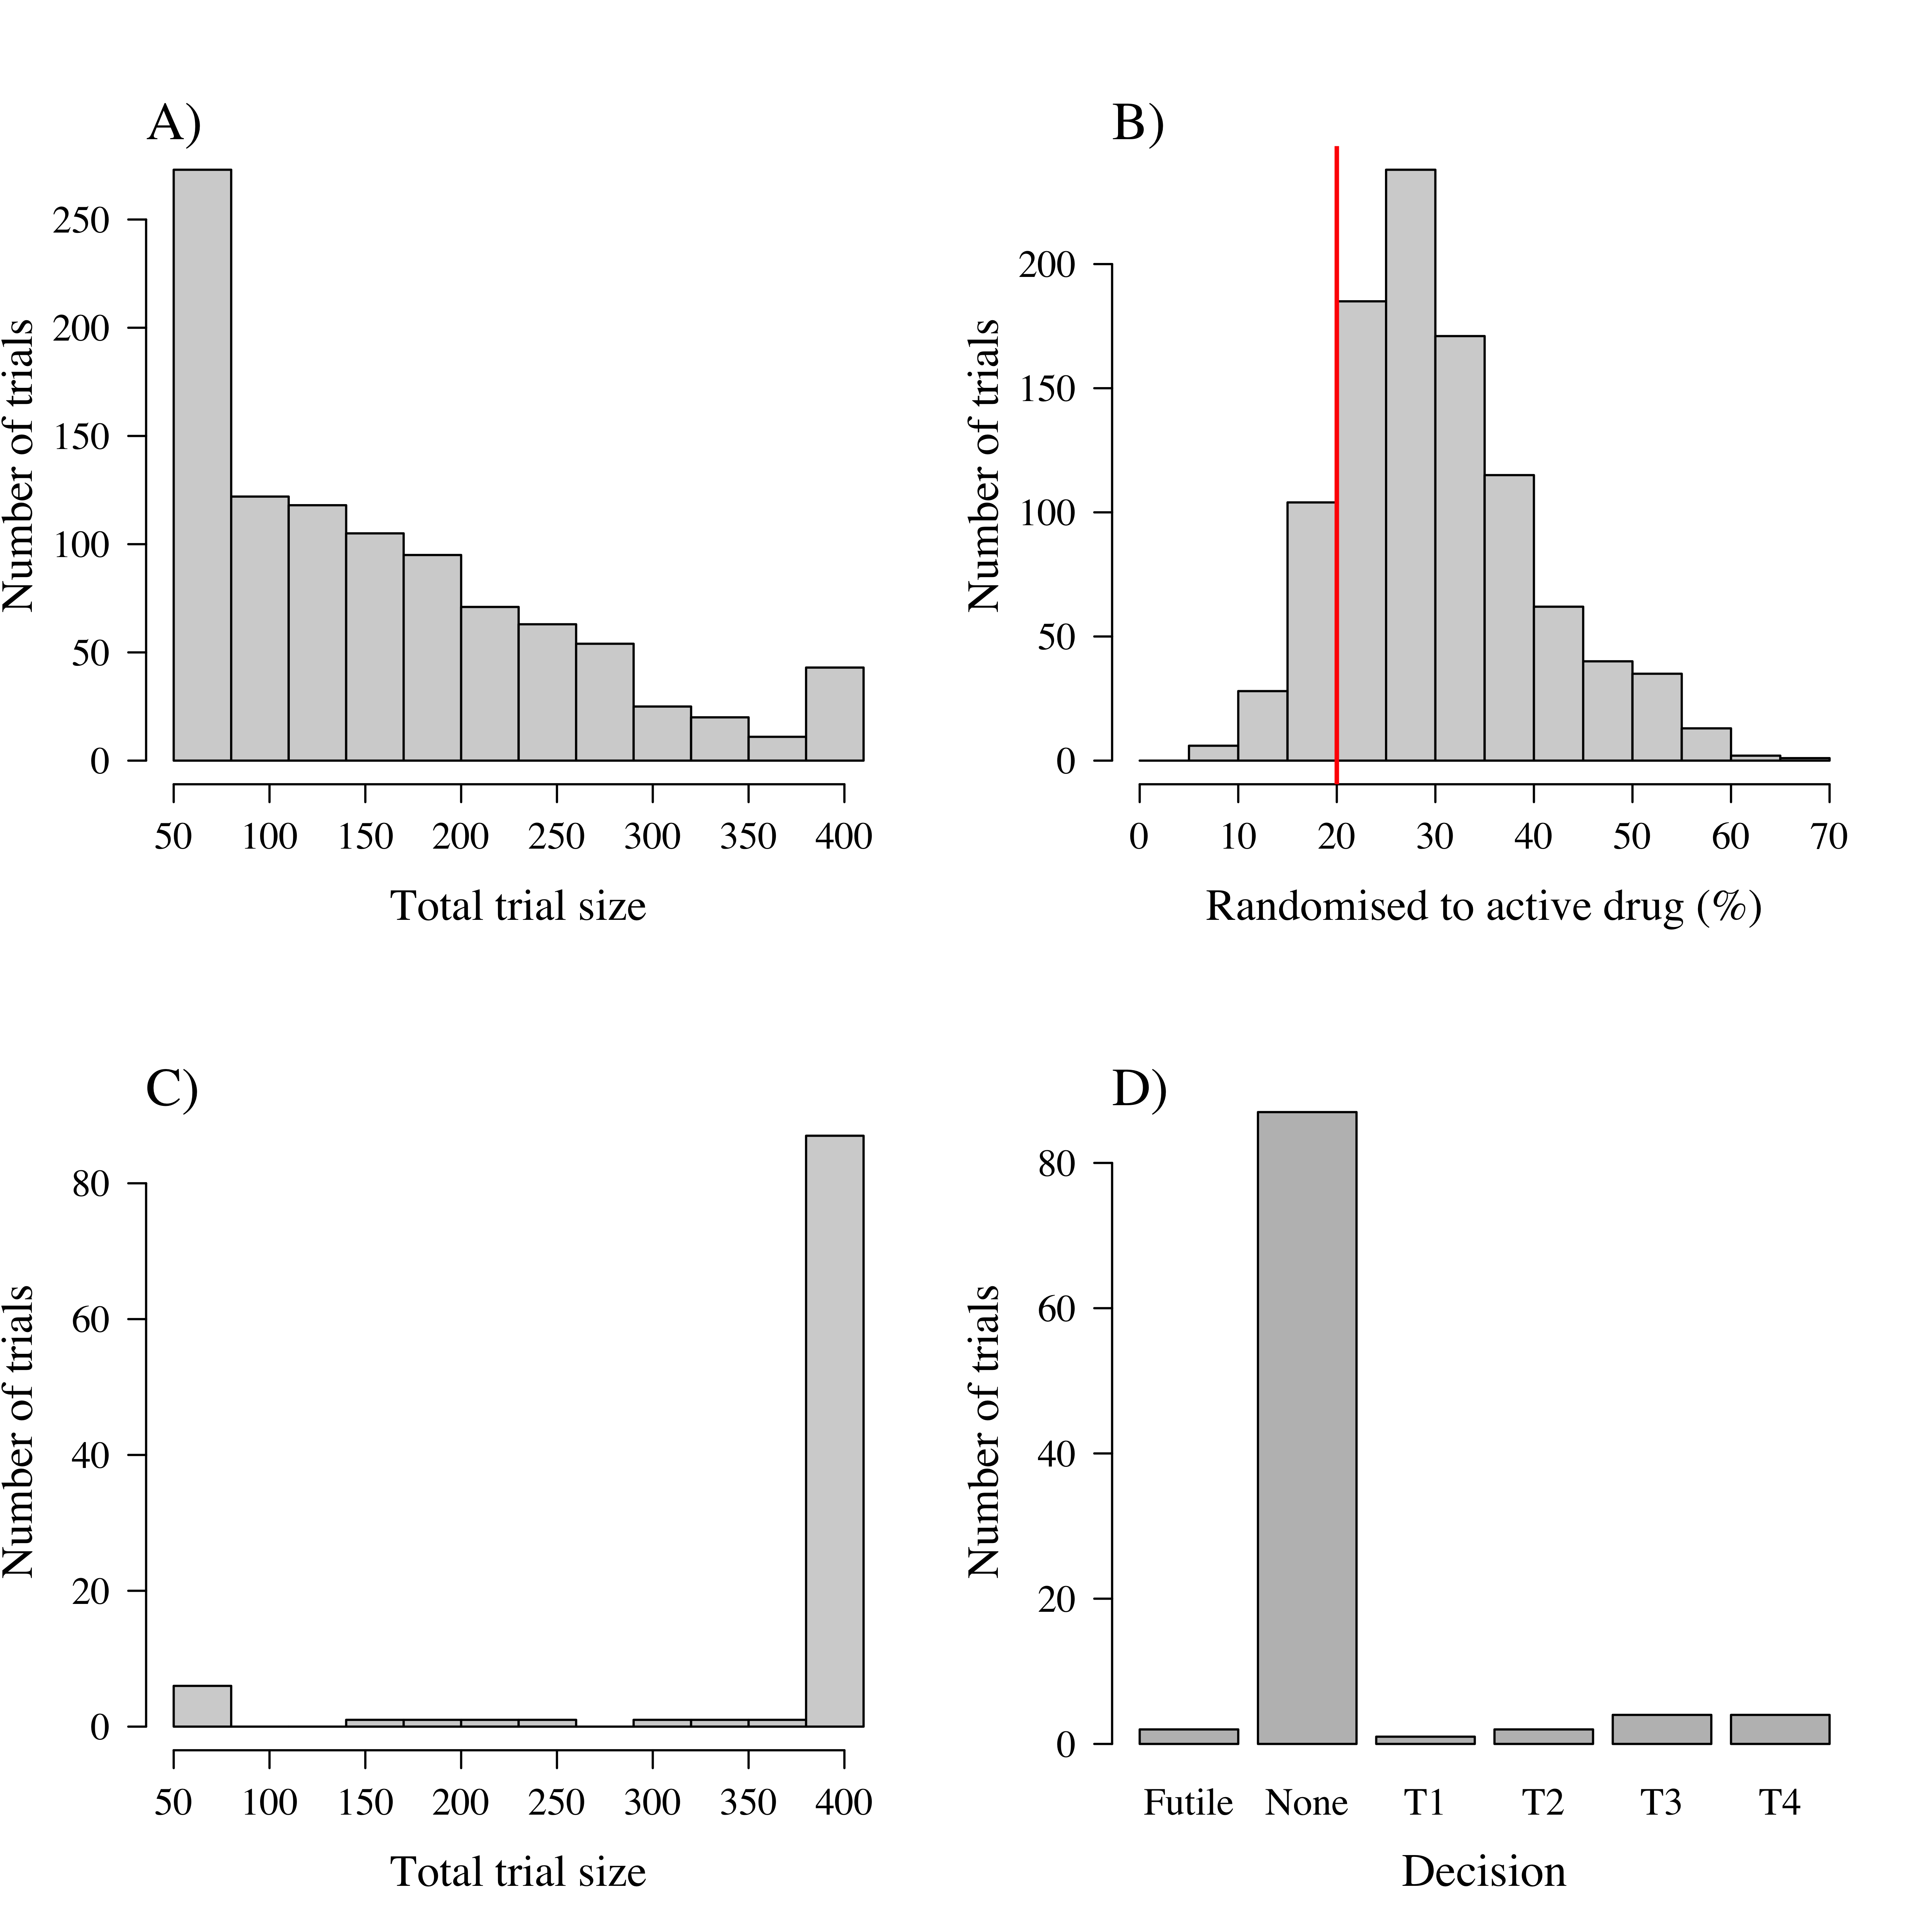 A)
Number of trials
250
200
150
100
50
0
50 100 150 200 250 300 350 400
Total trial size
B)
Number of trials
200
150
100
50
0
0 10 20 30 40 50 60 70
Randomised to active drug (%)
C)
Number of trials
80
60
40
20
0
50 100 150 200 250 300 350 400
Total trial size
D)
Number of trials
80
60
40
20
0
Futile None T1 T2 T3 T4
Decision